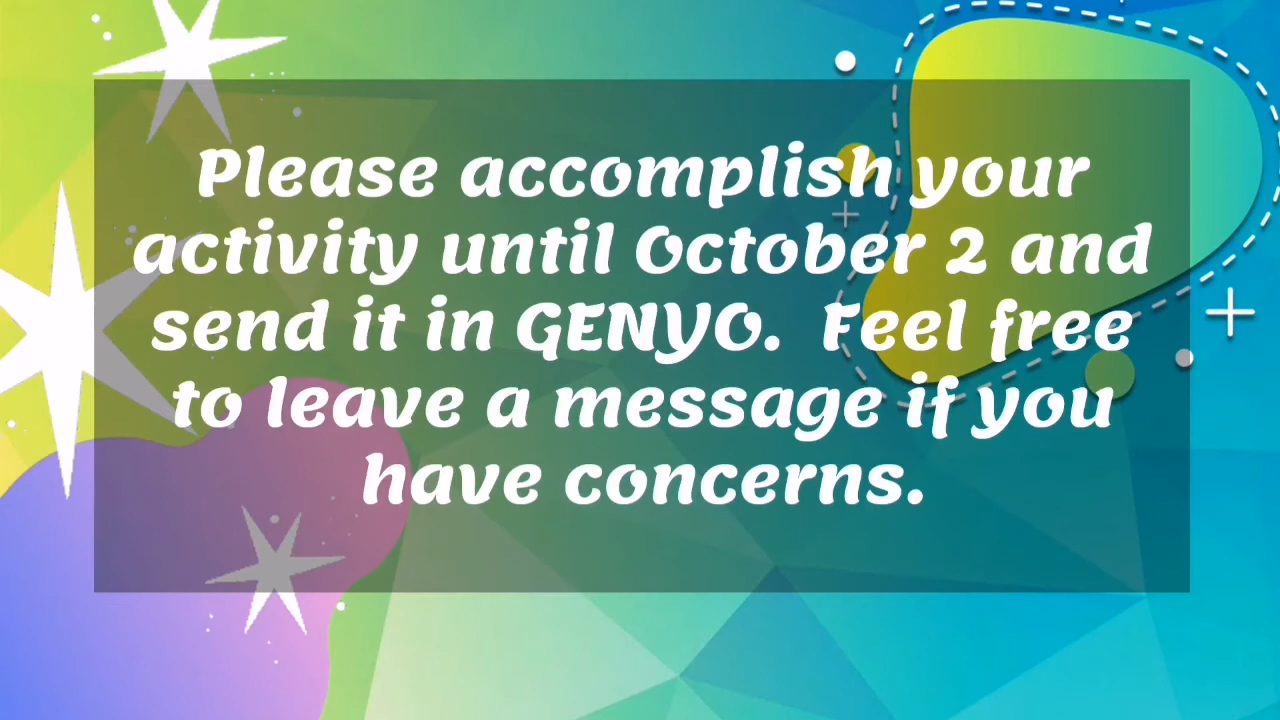 Please accomplish your
activity until October 2 and
send it in GENYO.  Feel free
to leave a message if you
have concerns.